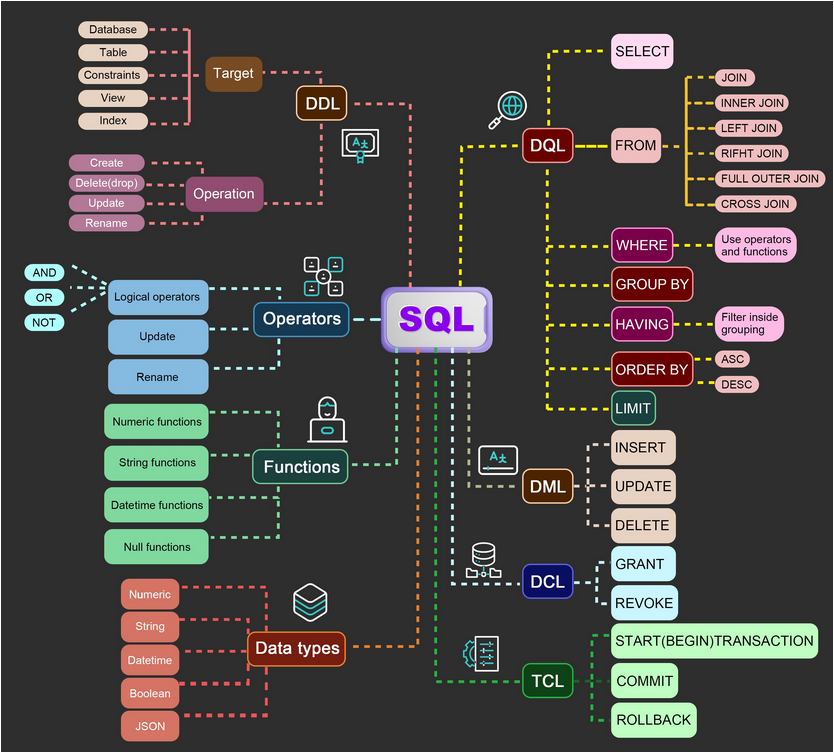 Database
Table
Constraints
View
Index
Target
DDL
Create
Delete(drop)
Update
Rename
Operation
AND
OR
NOT
Logical operators
Update
Rename
Operators
Numeric functions
String functions
Datetime functions
Null functions
Functions
Numeric
String
Datetime
Boolean
JSON
Data types
SQL
DQL
SELECT
FROM
JOIN
INNER JOIN
LEFT JOIN
RIFHT JOIN
FULL OUTER JOIN
CROSS JOIN
WHERE
Use operators
and functions
GROUP BY
HAVING
Filter inside
grouping
ORDER BY
ASC
DESC
LIMIT
DML
INSERT
UPDATE
DELETE
DCL
GRANT
REVOKE
TCL
START(BEGIN)TRANSACTION
COMMIT
ROLLBACK